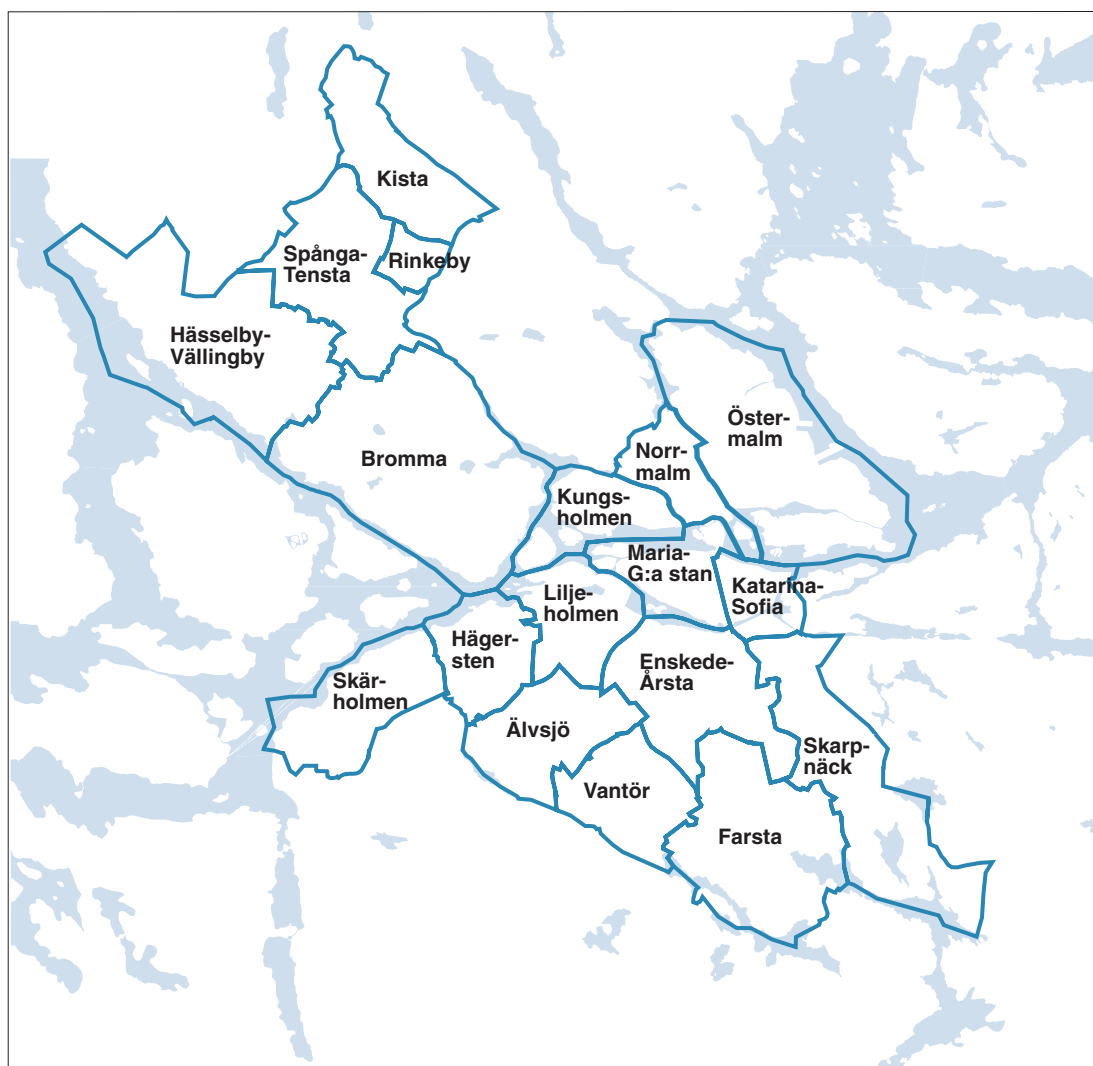 Kista
Spånga-
Tensta
Rinkeby
Hässelby-
Vällingby
Bromma
Norr-
malm
Öster-
malm
Kungs-
holmen
Maria-
G:a stan
Katarina-
Sofia
Lilje-
holmen
Häger-
sten
Skär-
holmen
Enskede-
Årsta
Älvsjö
Vantör
Skarp-
näck
Farsta